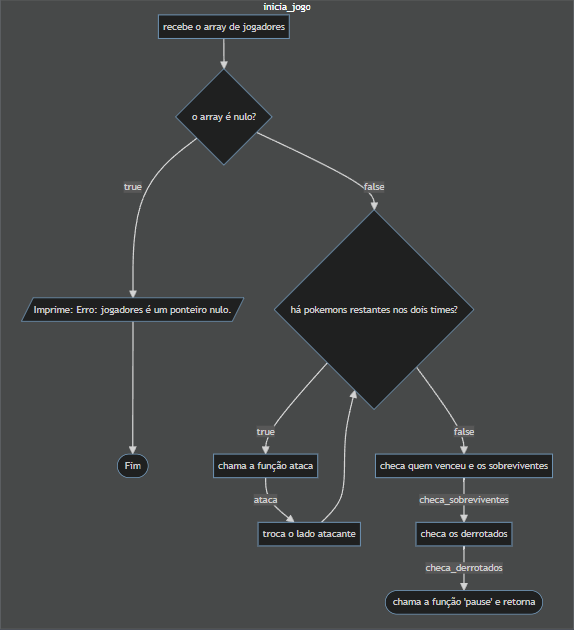 inicia_jogo
recebe o array de jogadores
o array é nulo?
true
false
Imprime: Erro: jogadores é um ponteiro nulo.
há pokemons restantes nos dois times?
true
false
Fim
chama a função ataca
checa quem venceu e os sobreviventes
ataca
checa_sobreviventes
troca o lado atacante
checa os derrotados
checa_derrotados
chama a função 'pause' e retorna